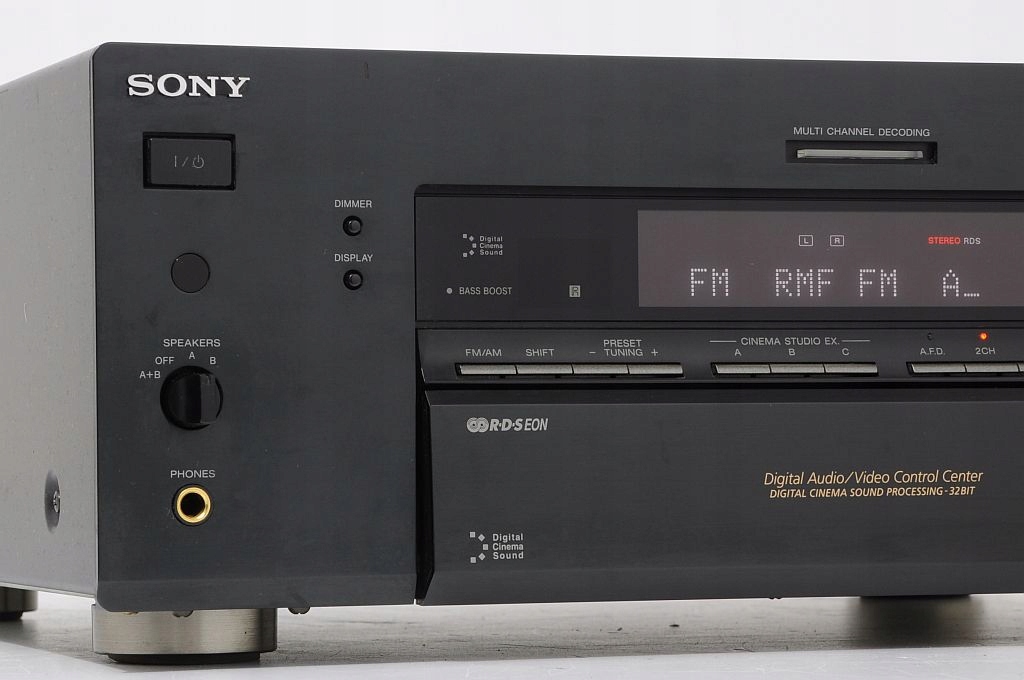 SONY
MULTI CHANNEL DECODING
I/⏻
DIMMER
DISPLAY
Digital
Cinema
Sound
L R
STEREO RDS
FM RMF FM A_
BASS BOOST
R
SPEAKERS
OFF A B
A+B
FM/AM SHIFT
PRESET
− TUNING +
CINEMA STUDIO EX.
A B C
A.F.D. 2CH
R·D·S EON
PHONES
Digital Audio/Video Control Center
DIGITAL CINEMA SOUND PROCESSING-32BIT
Digital
Cinema
Sound